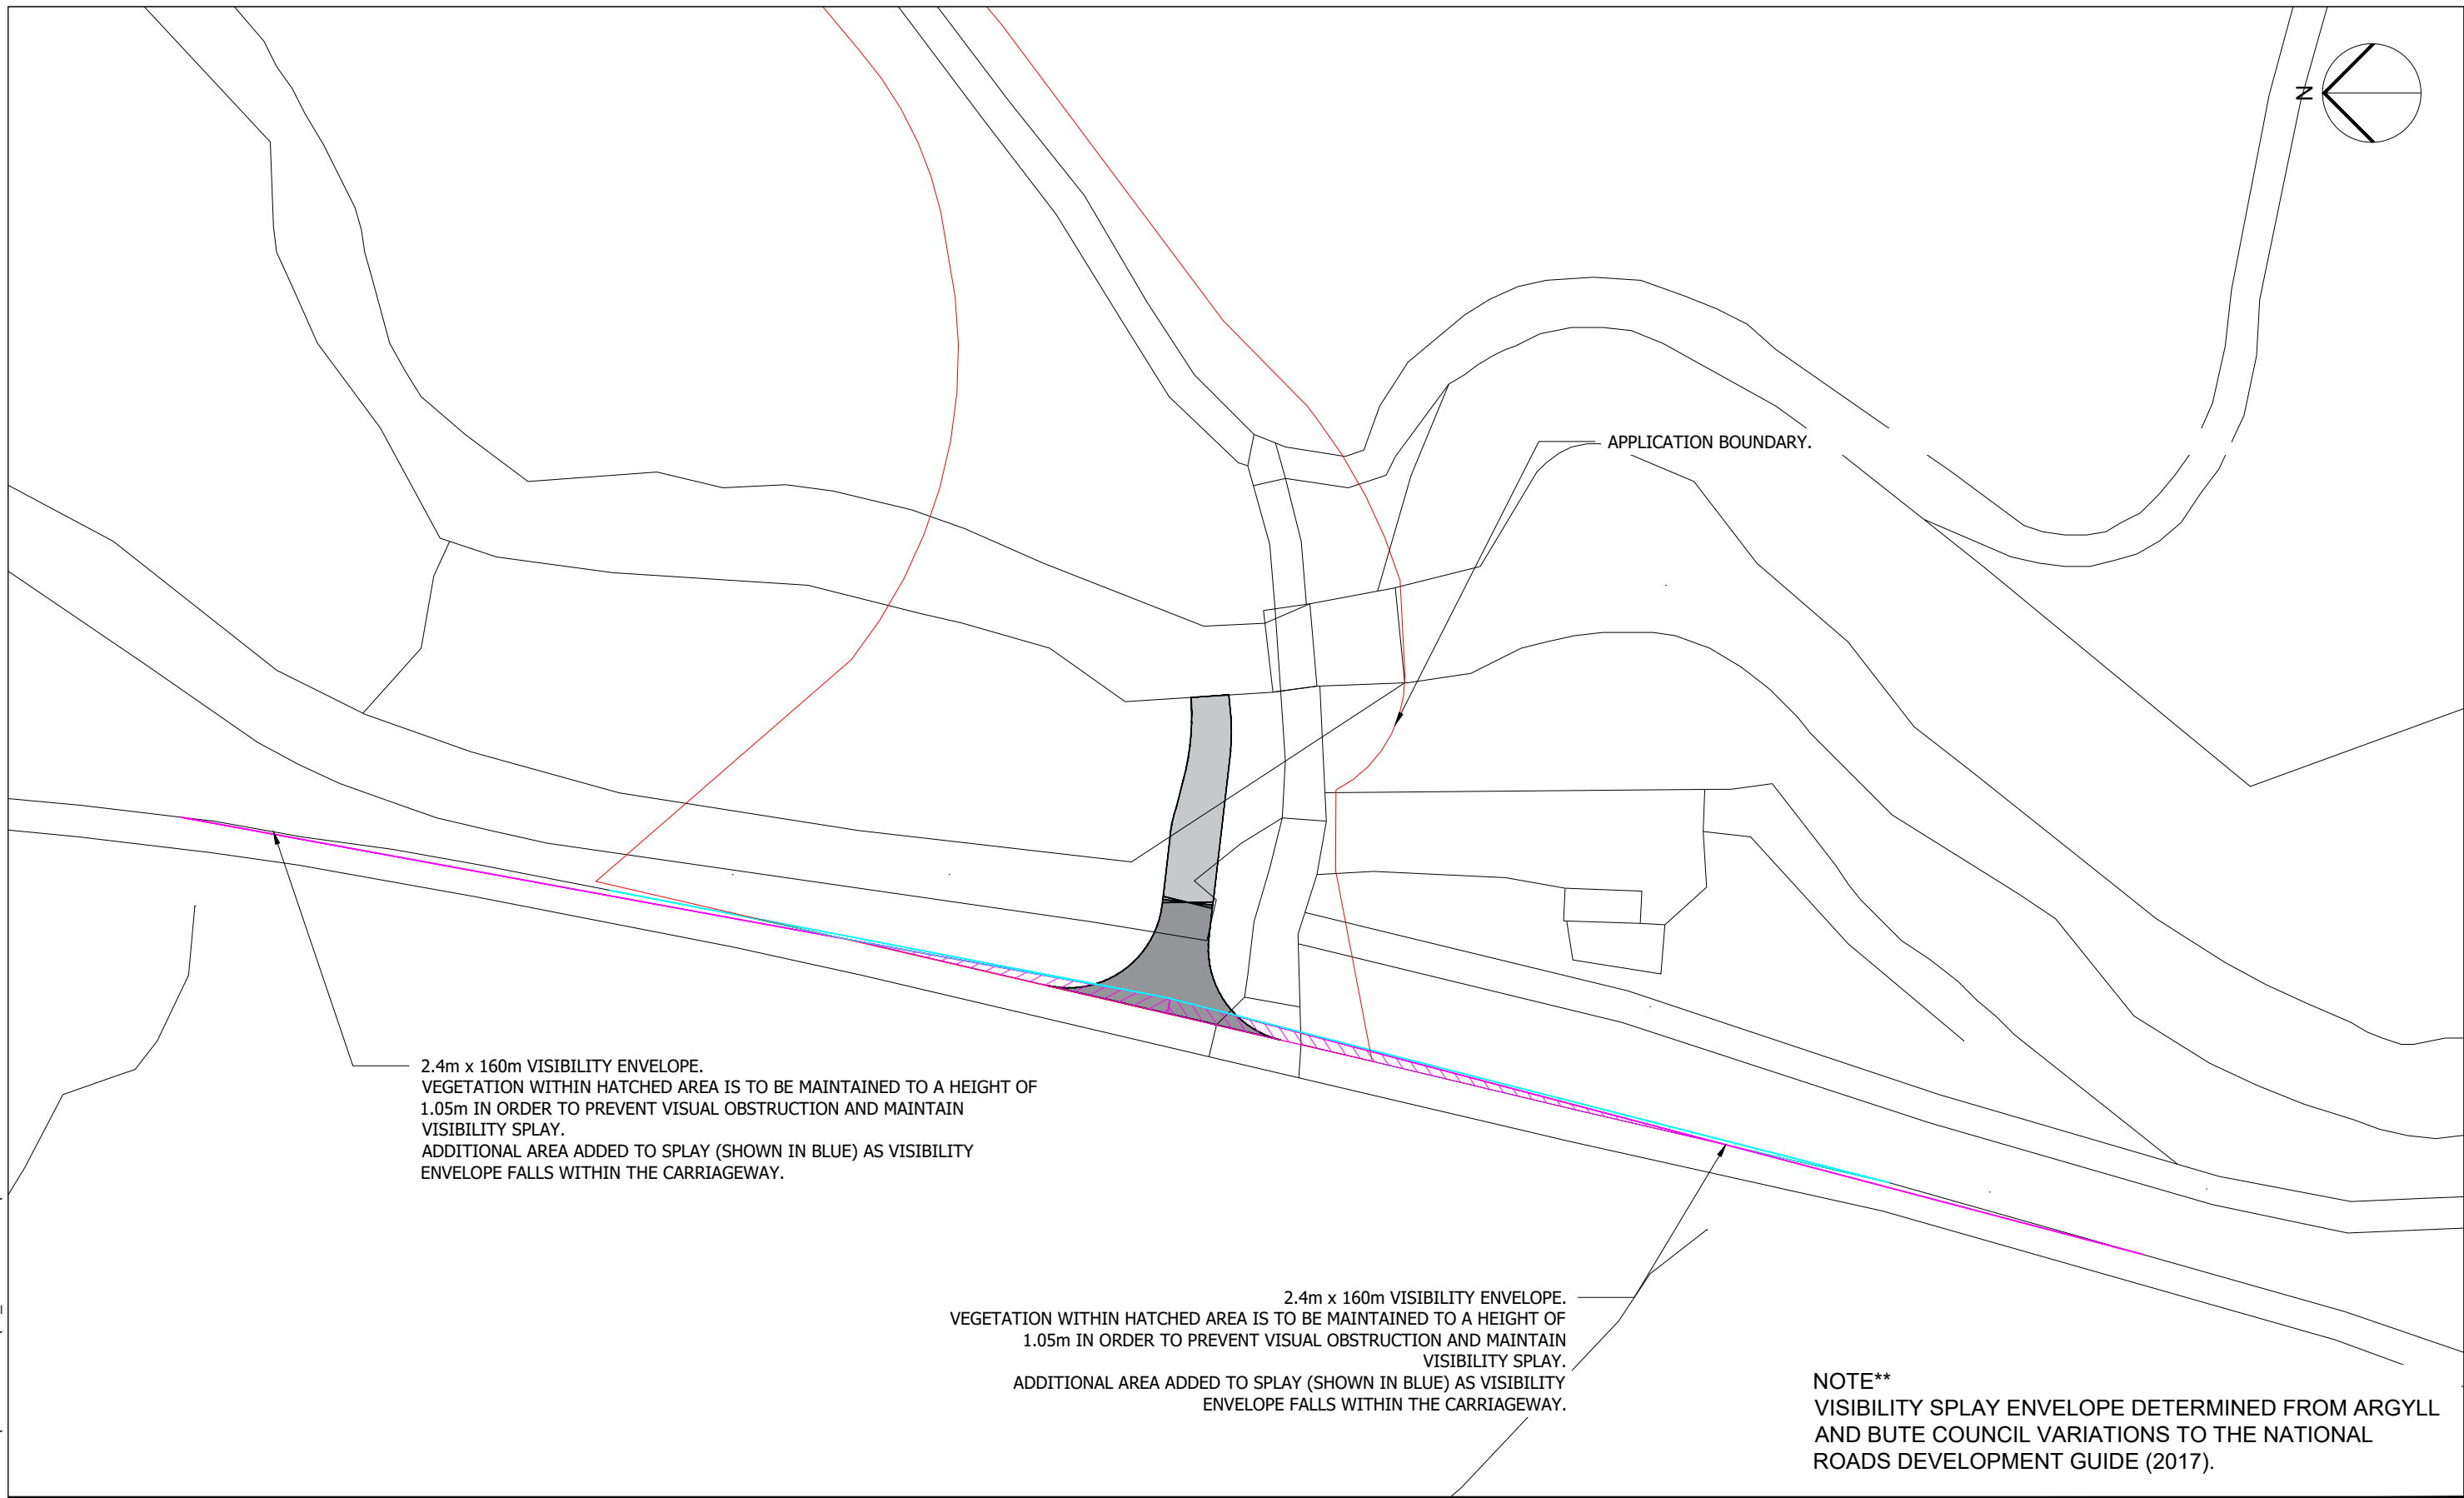 N
APPLICATION BOUNDARY.
2.4m x 160m VISIBILITY ENVELOPE.
VEGETATION WITHIN HATCHED AREA IS TO BE MAINTAINED TO A HEIGHT OF
1.05m IN ORDER TO PREVENT VISUAL OBSTRUCTION AND MAINTAIN
VISIBILITY SPLAY.
ADDITIONAL AREA ADDED TO SPLAY (SHOWN IN BLUE) AS VISIBILITY
ENVELOPE FALLS WITHIN THE CARRIAGEWAY.
2.4m x 160m VISIBILITY ENVELOPE.
VEGETATION WITHIN HATCHED AREA IS TO BE MAINTAINED TO A HEIGHT OF
1.05m IN ORDER TO PREVENT VISUAL OBSTRUCTION AND MAINTAIN
VISIBILITY SPLAY.
ADDITIONAL AREA ADDED TO SPLAY (SHOWN IN BLUE) AS VISIBILITY
ENVELOPE FALLS WITHIN THE CARRIAGEWAY.
NOTE**
VISIBILITY SPLAY ENVELOPE DETERMINED FROM ARGYLL
AND BUTE COUNCIL VARIATIONS TO THE NATIONAL
ROADS DEVELOPMENT GUIDE (2017).